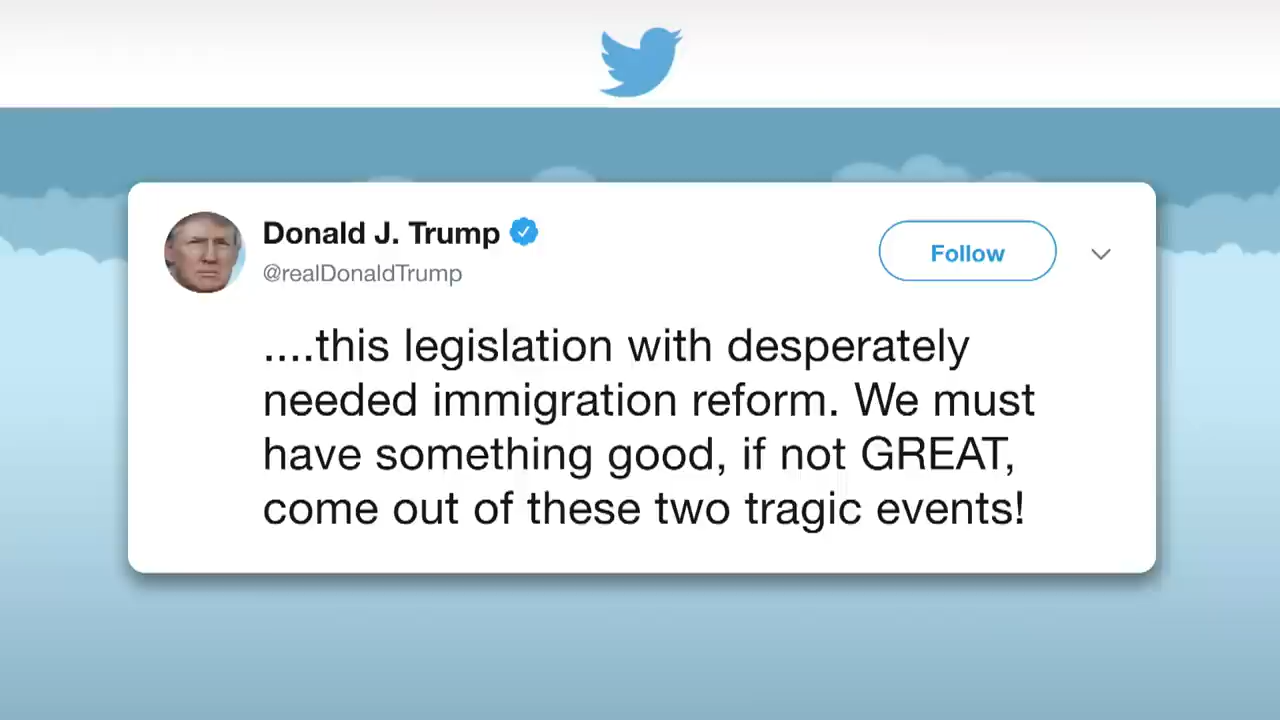 Donald J. Trump
@realDonaldTrump
Follow
....this legislation with desperately
needed immigration reform. We must
have something good, if not GREAT,
come out of these two tragic events!